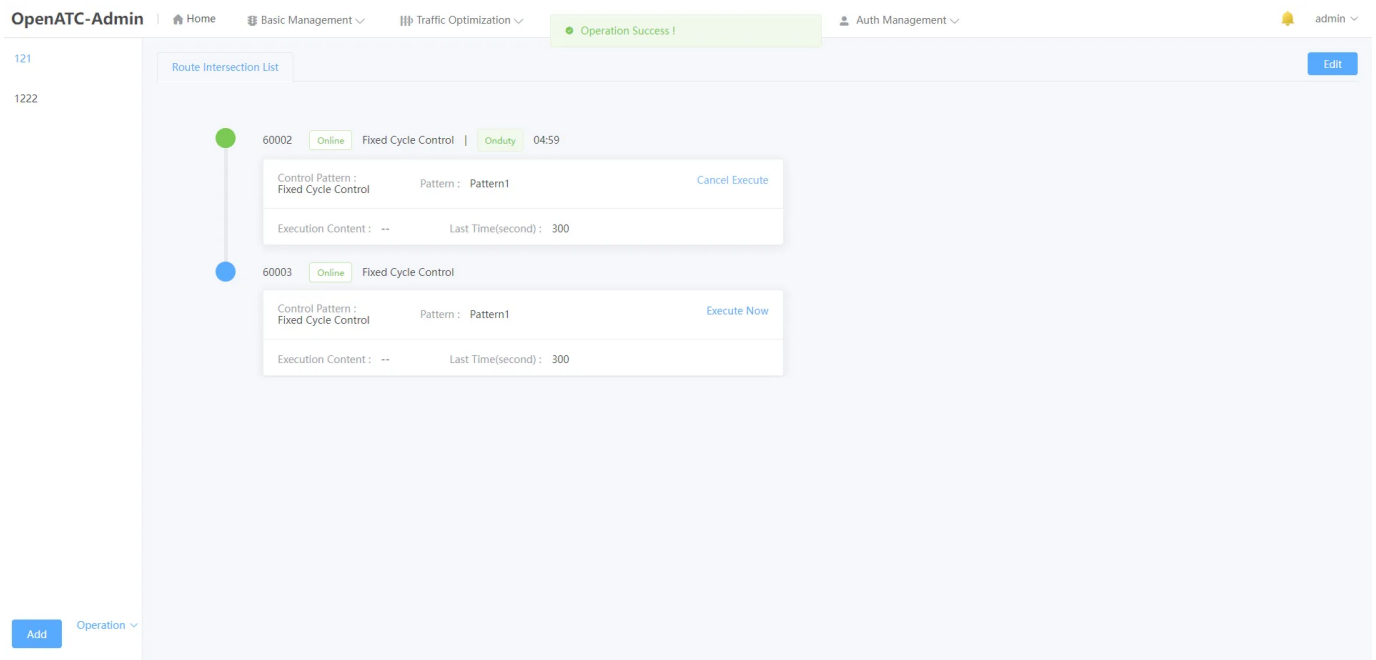 OpenATC-Admin Home Basic Management Traffic Optimization Operation Success ! Auth Management admin
121
Route Intersection List Edit
1222
60002 Online Fixed Cycle Control | Onduty 04:59
Control Pattern :
Fixed Cycle Control Pattern : Pattern1 Cancel Execute
Execution Content : -- Last Time(second) : 300
60003 Online Fixed Cycle Control
Control Pattern :
Fixed Cycle Control Pattern : Pattern1 Execute Now
Execution Content : -- Last Time(second) : 300
Add Operation